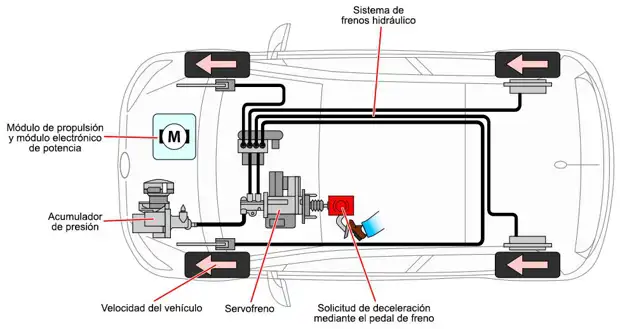 Sistema de
frenos hidráulico
Módulo de propulsión
y módulo electrónico
de potencia
M
Acumulador
de presión
Velocidad del vehículo
Servofreno
Solicitud de deceleración
mediante el pedal de freno